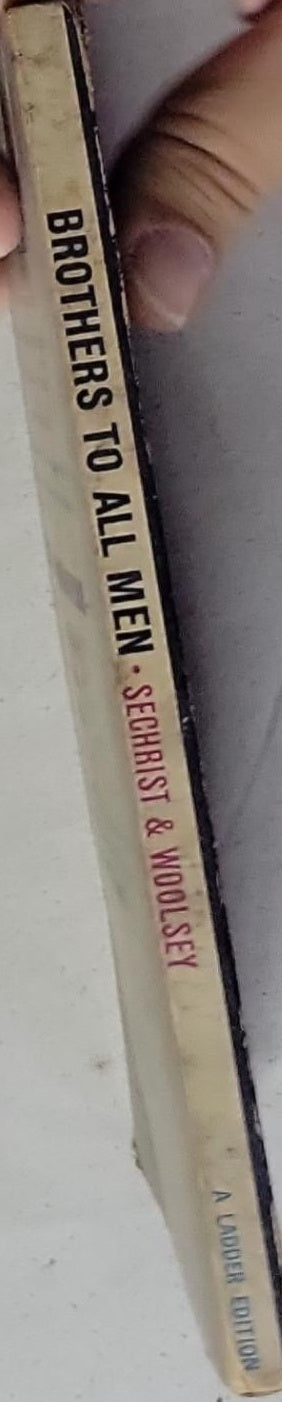 BROTHERS TO ALL MEN • SECHRIST & WOOLSEY
A LADDER EDITION